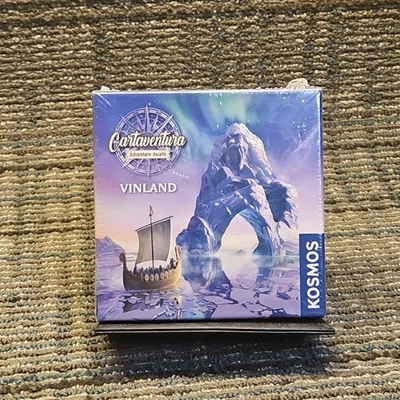 Cartaventura
Adventure Awaits
VINLAND
KOSMOS